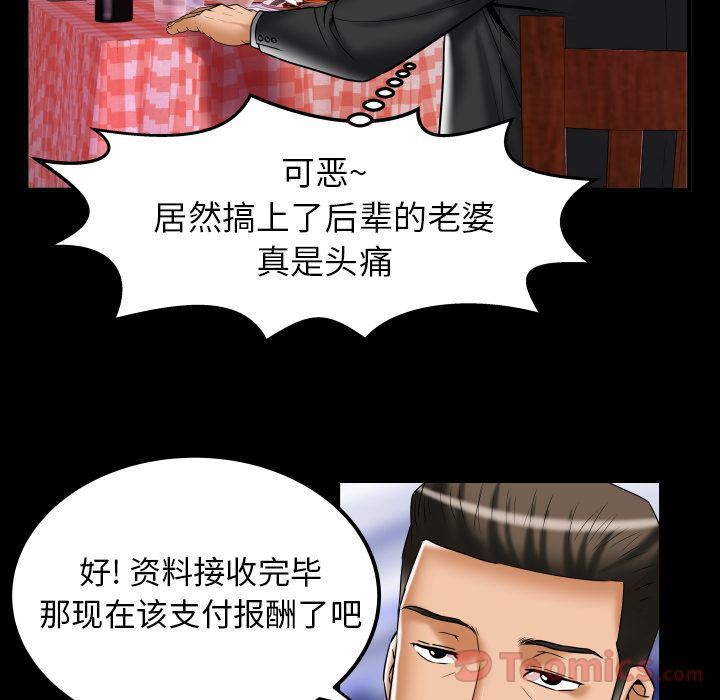 可恶~
居然搞上了后辈的老婆
真是头痛
好! 资料接收完毕
那现在该支付报酬了吧
Toomics.com